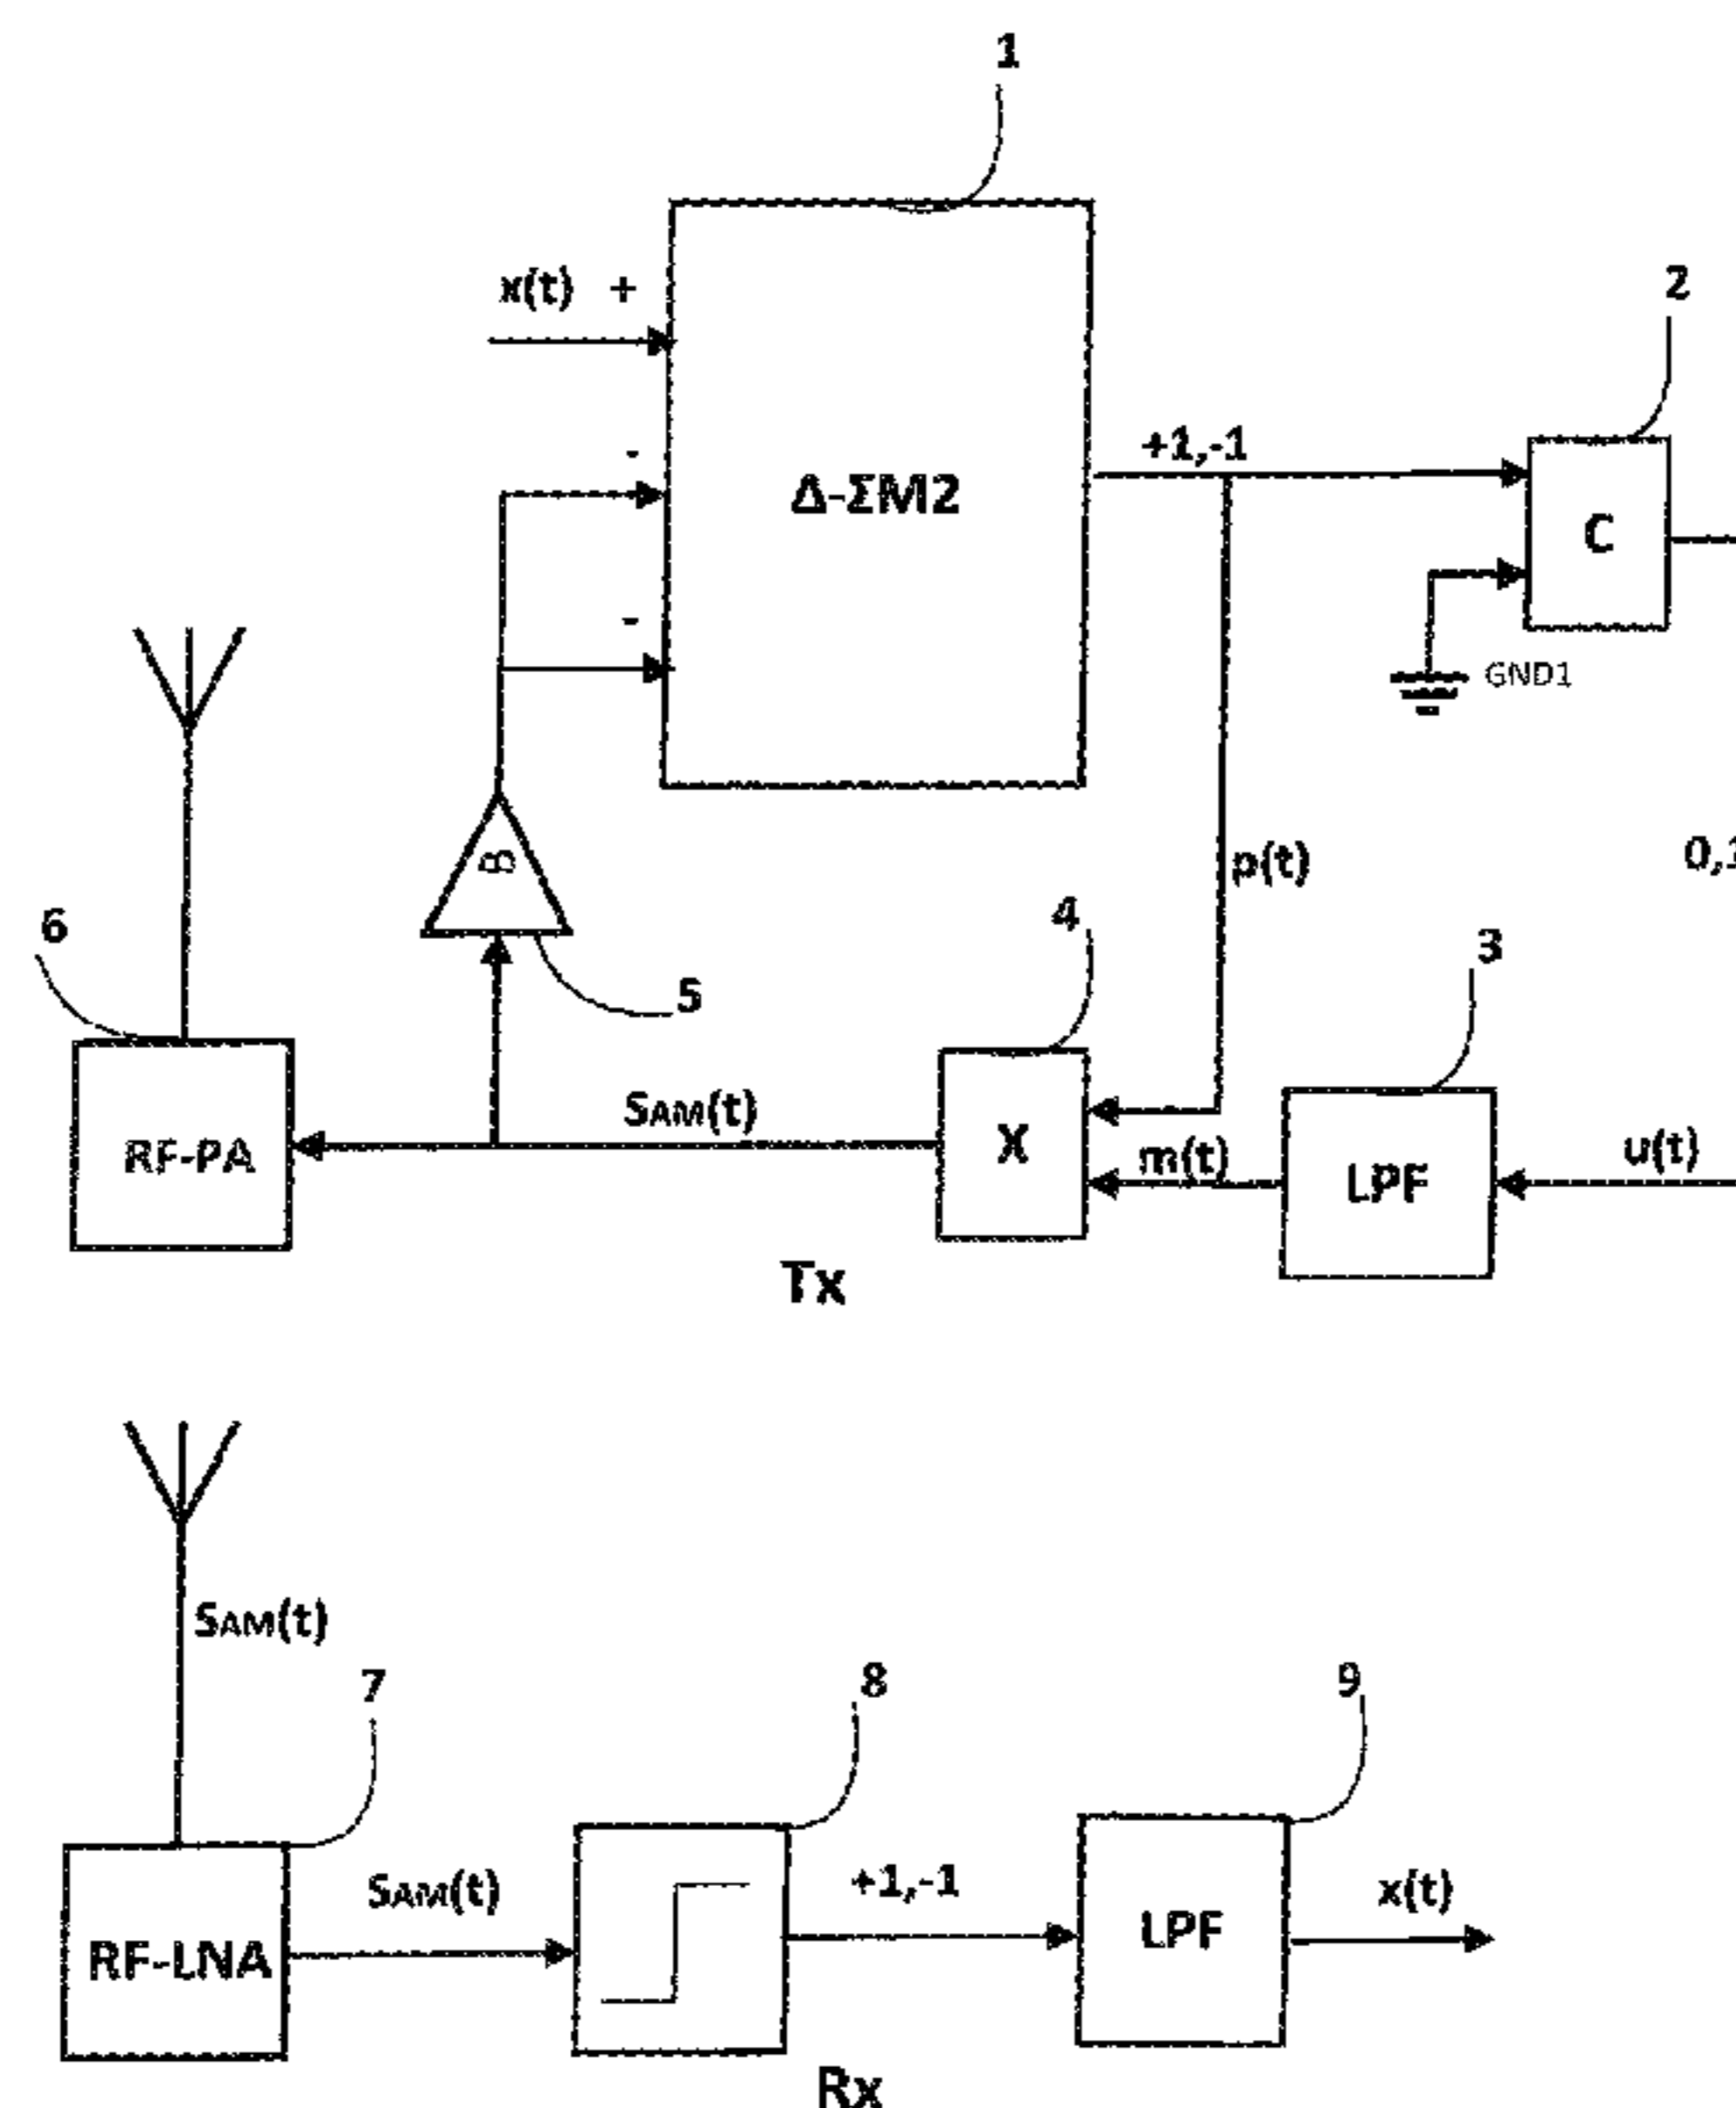 1
x(t) +
2
-
+1,-1
Δ-ΣM2
C
-
GND1
p(t)
8
6
4
3
5
SAM(t)
X
m(t)
u(t)
RF-PA
LPF
Tx
SAM(t)
7
8
9
SAM(t)
+1,-1
x(t)
RF-LNA
LPF
Rx